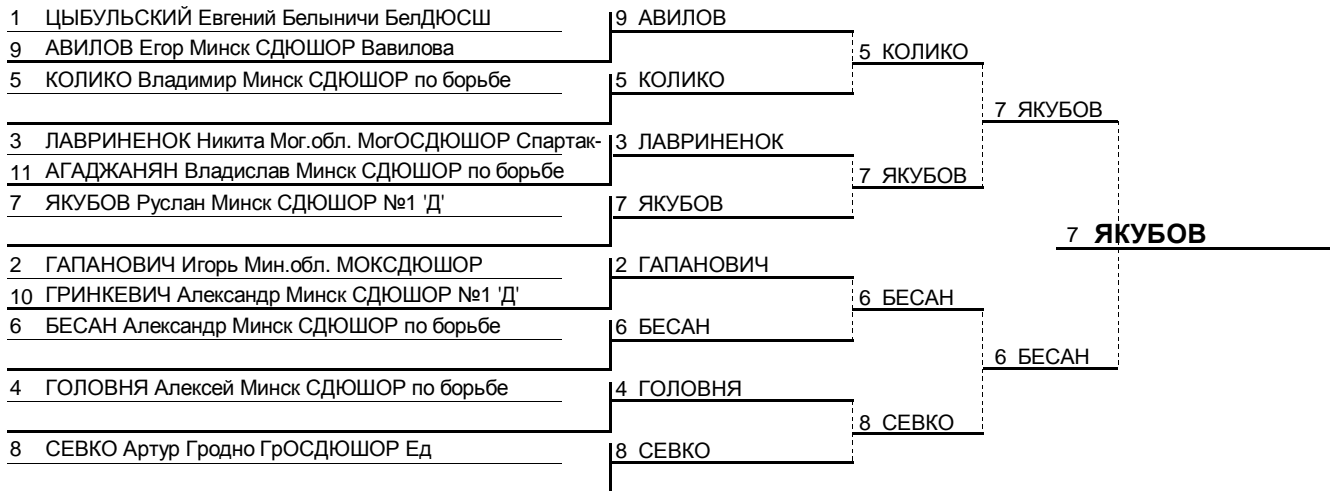 1 ЦЫБУЛЬСКИЙ Евгений Белыничи БелДЮСШ
9 АВИЛОВ Егор Минск СДЮШОР Вавилова
5 КОЛИКО Владимир Минск СДЮШОР по борьбе
3 ЛАВРИНЕНОК Никита Мог.обл. МогОСДЮШОР Спартак-
11 АГАДЖАНЯН Владислав Минск СДЮШОР по борьбе
7 ЯКУБОВ Руслан Минск СДЮШОР №1 'Д'
2 ГАПАНОВИЧ Игорь Мин.обл. МОКСДЮШОР
10 ГРИНКЕВИЧ Александр Минск СДЮШОР №1 'Д'
6 БЕСАН Александр Минск СДЮШОР по борьбе
4 ГОЛОВНЯ Алексей Минск СДЮШОР по борьбе
8 СЕВКО Артур Гродно ГрОСДЮШОР Ед
9 АВИЛОВ
5 КОЛИКО
3 ЛАВРИНЕНОК
7 ЯКУБОВ
2 ГАПАНОВИЧ
6 БЕСАН
4 ГОЛОВНЯ
8 СЕВКО
5 КОЛИКО
7 ЯКУБОВ
6 БЕСАН
8 СЕВКО
7 ЯКУБОВ
6 БЕСАН
7 ЯКУБОВ